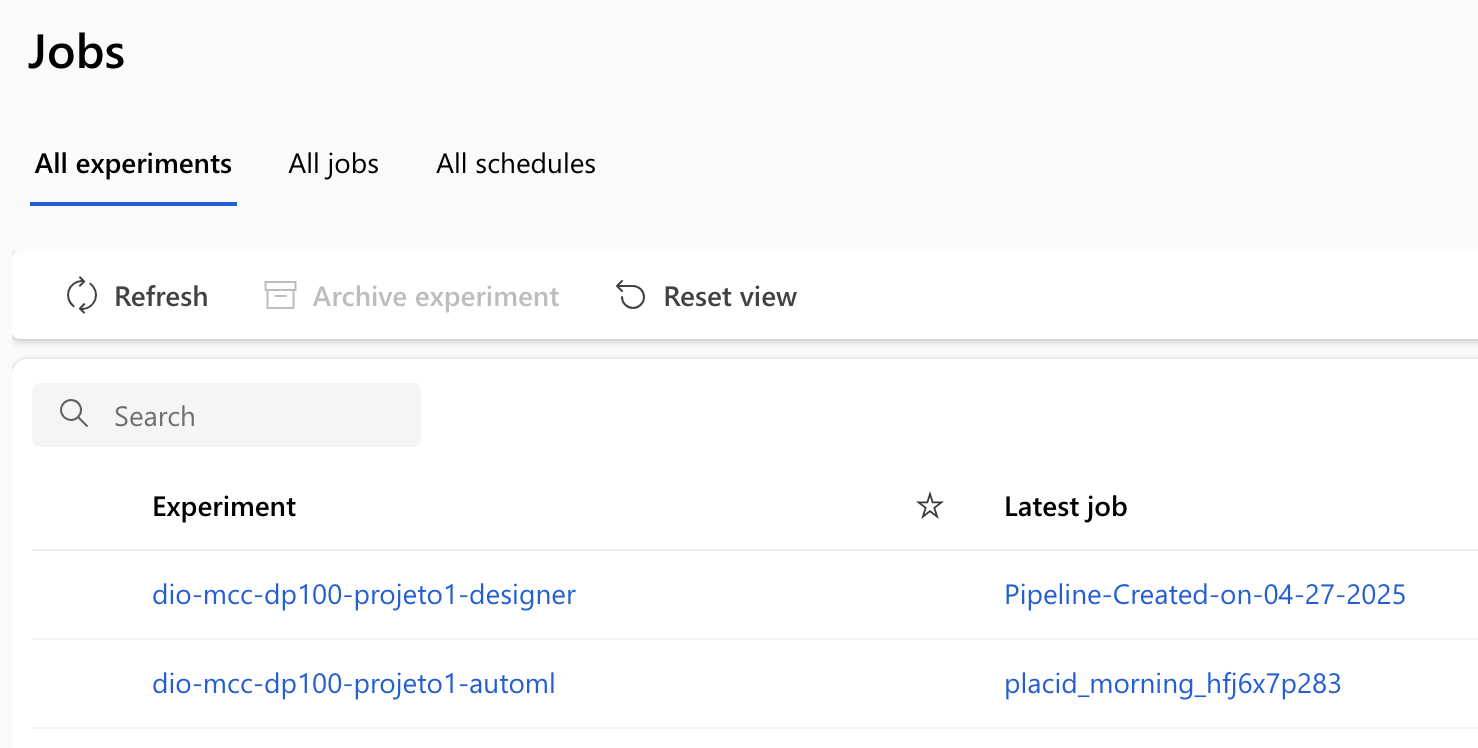 Jobs
All experiments All jobs All schedules
Refresh Archive experiment Reset view
Search
Experiment Latest job
dio-mcc-dp100-projeto1-designer Pipeline-Created-on-04-27-2025
dio-mcc-dp100-projeto1-automl placid_morning_hfj6x7p283